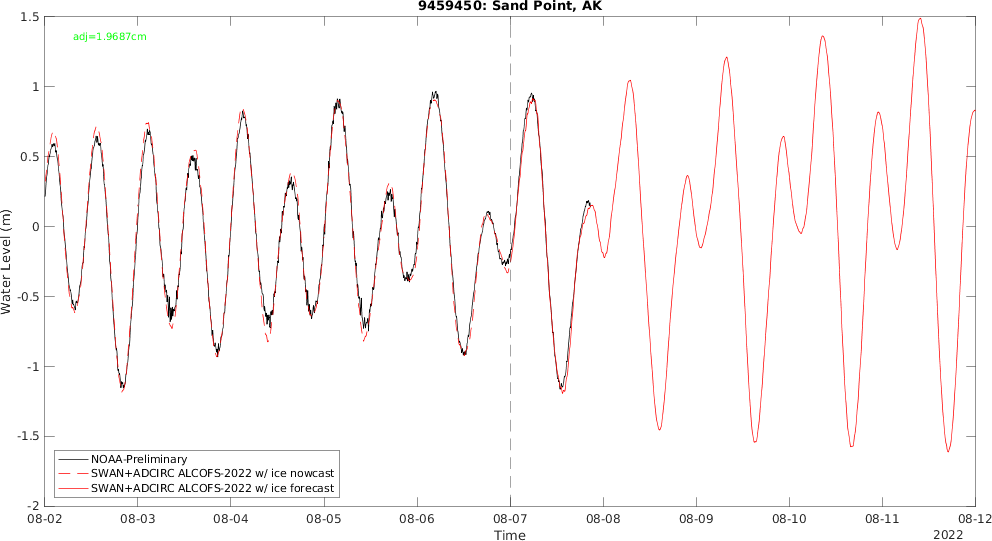 9459450: Sand Point, AK
adj=1.9687cm
1.5
1
0.5
0
-0.5
-1
-1.5
-2
Water Level (m)
NOAA-Preliminary
SWAN+ADCIRC ALCOFS-2022 w/ ice nowcast
SWAN+ADCIRC ALCOFS-2022 w/ ice forecast
08-02 08-03 08-04 08-05 08-06 08-07 08-08 08-09 08-10 08-11 08-12
Time
2022